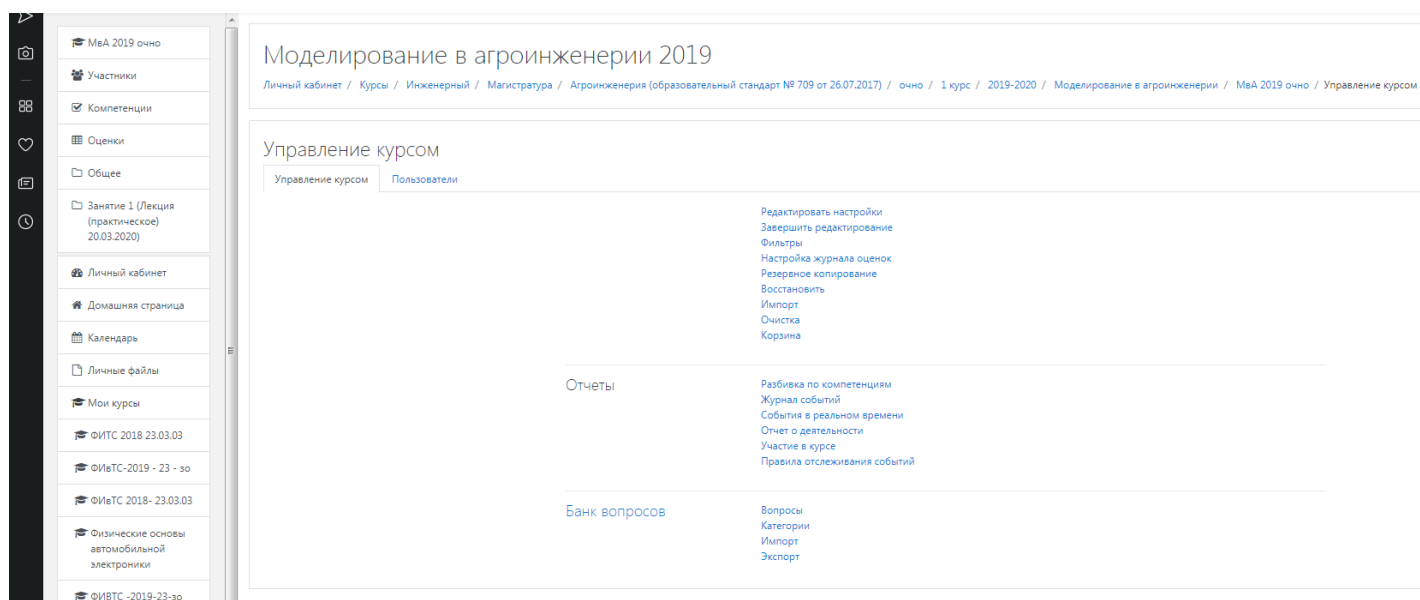 МвА 2019 очно
Участники
Компетенции
Оценки
Общее
Занятие 1 (Лекция
(практическое)
20.03.2020)
Личный кабинет
Домашняя страница
Календарь
Личные файлы
Мои курсы
ФИТС 2018 23.03.03
ФИвТС-2019 - 23 - зо
ФИвТС 2018- 23.03.03
Физические основы
автомобильной
электроники
ФИВТС -2019-23-зо
Моделирование в агроинженерии 2019
Личный кабинет / Курсы / Инженерный / Магистратура / Агроинженерия (образовательный стандарт № 709 от 26.07.2017) / очно / 1 курс / 2019-2020 / Моделирование в агроинженерии / МвА 2019 очно / Управление курсом
Управление курсом
Управление курсом Пользователи
Редактировать настройки
Завершить редактирование
Фильтры
Настройка журнала оценок
Резервное копирование
Восстановить
Импорт
Очистка
Корзина
Отчеты
Разбивка по компетенциям
Журнал событий
События в реальном времени
Отчет о деятельности
Участие в курсе
Правила отслеживания событий
Банк вопросов
Вопросы
Категории
Импорт
Экспорт